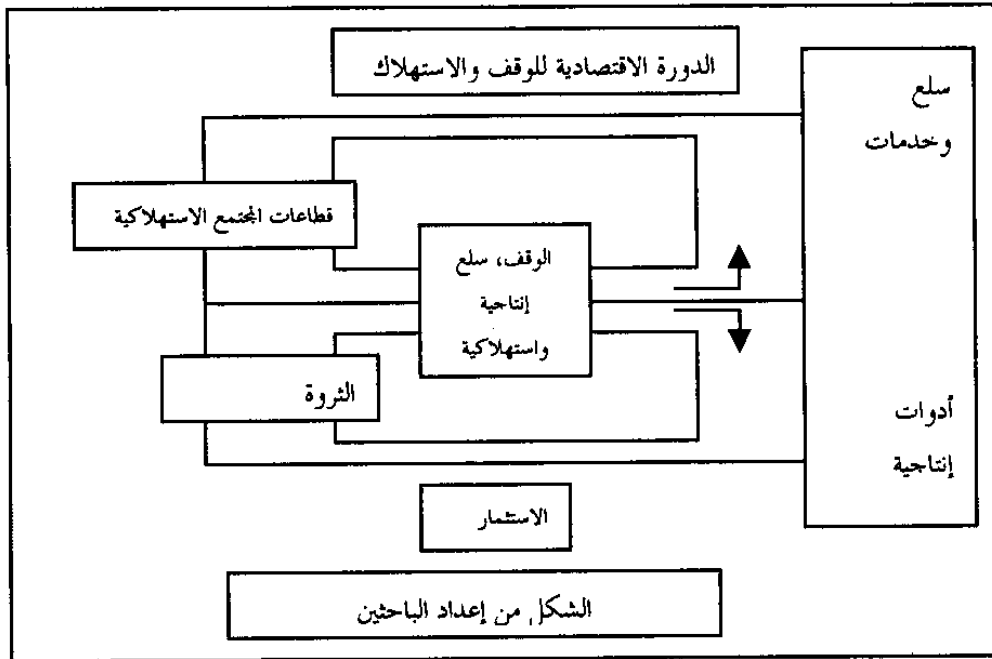 الدورة الاقتصادية للوقف والاستهلاك
سلع
وخدمات
قطاعات المجتمع الاستهلاكية
الوقف، سلع
إنتاجية
واستهلاكية
الثروة
أدوات
إنتاجية
الاستثمار
الشكل من إعداد الباحثين